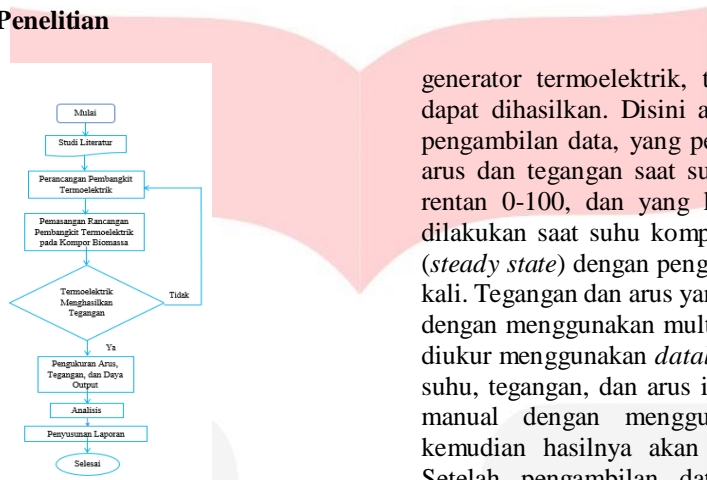 Penelitian
Mulai
Studi Literatur
Perancangan Pembangkit
Termoelektrik
Pemasangan Rancangan
Pembangkit Termoelektrik
pada Kompor Biomassa
Termoelektrik
Menghasilkan
Tegangan
Tidak
Ya
Pengukuran Arus,
Tegangan, dan Daya
Output
Analisis
Penyusunan Laporan
Selesai
generator termoelektrik, t
dapat dihasilkan. Disini a
pengambilan data, yang pe
arus dan tegangan saat su
rentan 0-100, dan yang
dilakukan saat suhu komp
(steady state) dengan peng
kali. Tegangan dan arus yan
dengan menggunakan mult
diukur menggunakan datal
suhu, tegangan, dan arus i
manual dengan menggu
kemudian hasilnya akan
Setelah pengambilan dat